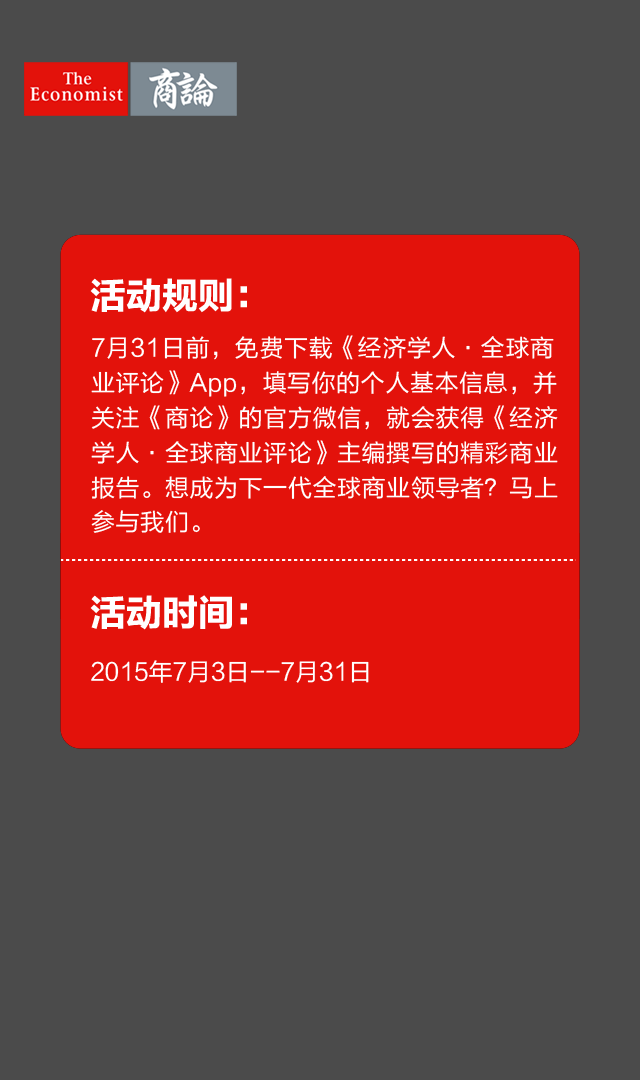 The
Economist
商論
活动规则：
7月31日前，免费下载《经济学人·全球商
业评论》App，填写你的个人基本信息，并
关注《商论》的官方微信，就会获得《经济
学人·全球商业评论》主编撰写的精彩商业
报告。想成为下一代全球商业领导者？马上
参与我们。
活动时间：
2015年7月3日--7月31日